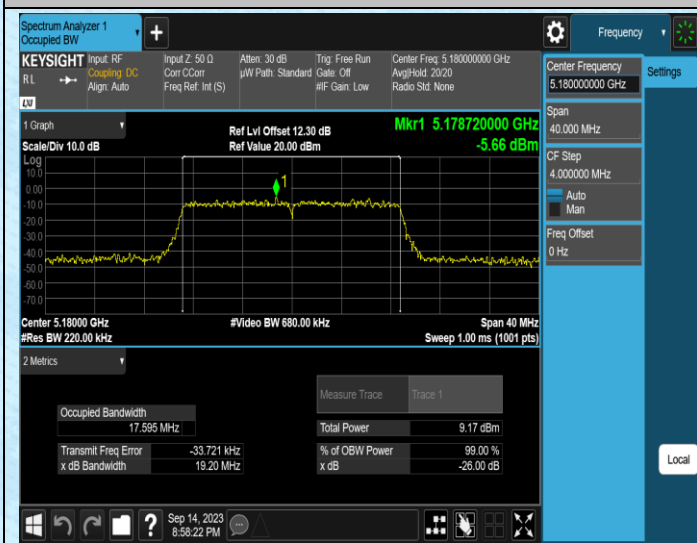 Spectrum Analyzer 1
Occupied BW
Frequency
KEYSIGHT
RL
Input: RF
Coupling: DC
Align: Auto
Input Z: 50 Ω
Corr CCorr
Freq Ref: Int (S)
Atten: 30 dB
µW Path: Standard
Trig: Free Run
Gate: Off
#IF Gain: Low
Center Freq: 5.180000000 GHz
Avg|Hold: 20/20
Radio Std: None
LV
1 Graph
Scale/Div 10.0 dB
Ref Lvl Offset 12.30 dB
Ref Value 20.00 dBm
Mkr1 5.178720000 GHz
-5.66 dBm
Log
10.0
0.00
-10.0
-20.0
-30.0
-40.0
-50.0
-60.0
-70.0
1
Center 5.18000 GHz
#Res BW 220.00 kHz
#Video BW 680.00 kHz
Span 40 MHz
Sweep 1.00 ms (1001 pts)
2 Metrics
Measure Trace
Trace 1
Occupied Bandwidth
17.595 MHz
Total Power
9.17 dBm
Transmit Freq Error
-33.721 kHz
% of OBW Power
99.00 %
x dB Bandwidth
19.20 MHz
x dB
-26.00 dB
Center Frequency
5.180000000 GHz
Settings
Span
40.000 MHz
CF Step
4.000000 MHz
Auto
Man
Freq Offset
0 Hz
Local
?
Sep 14, 2023
8:58:22 PM